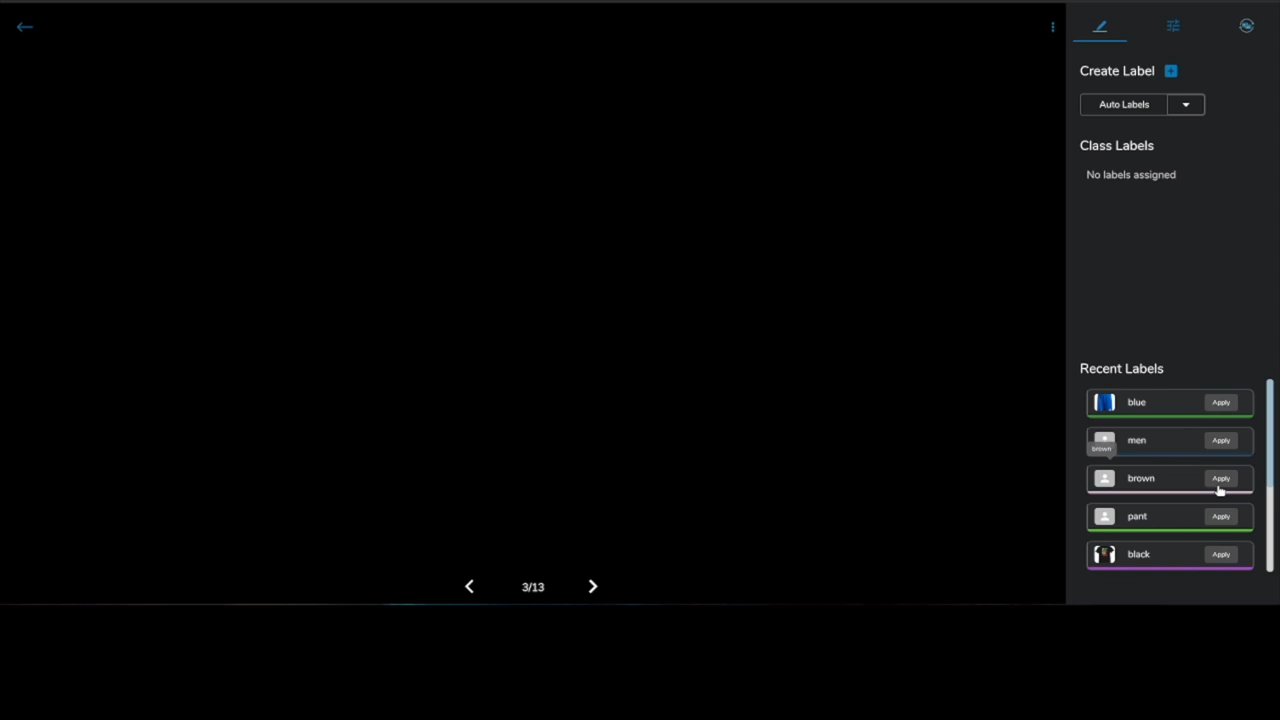 Create Label
Auto Labels
Class Labels
No labels assigned
Recent Labels
blue Apply
men Apply
brown
brown Apply
pant Apply
black Apply
3/13